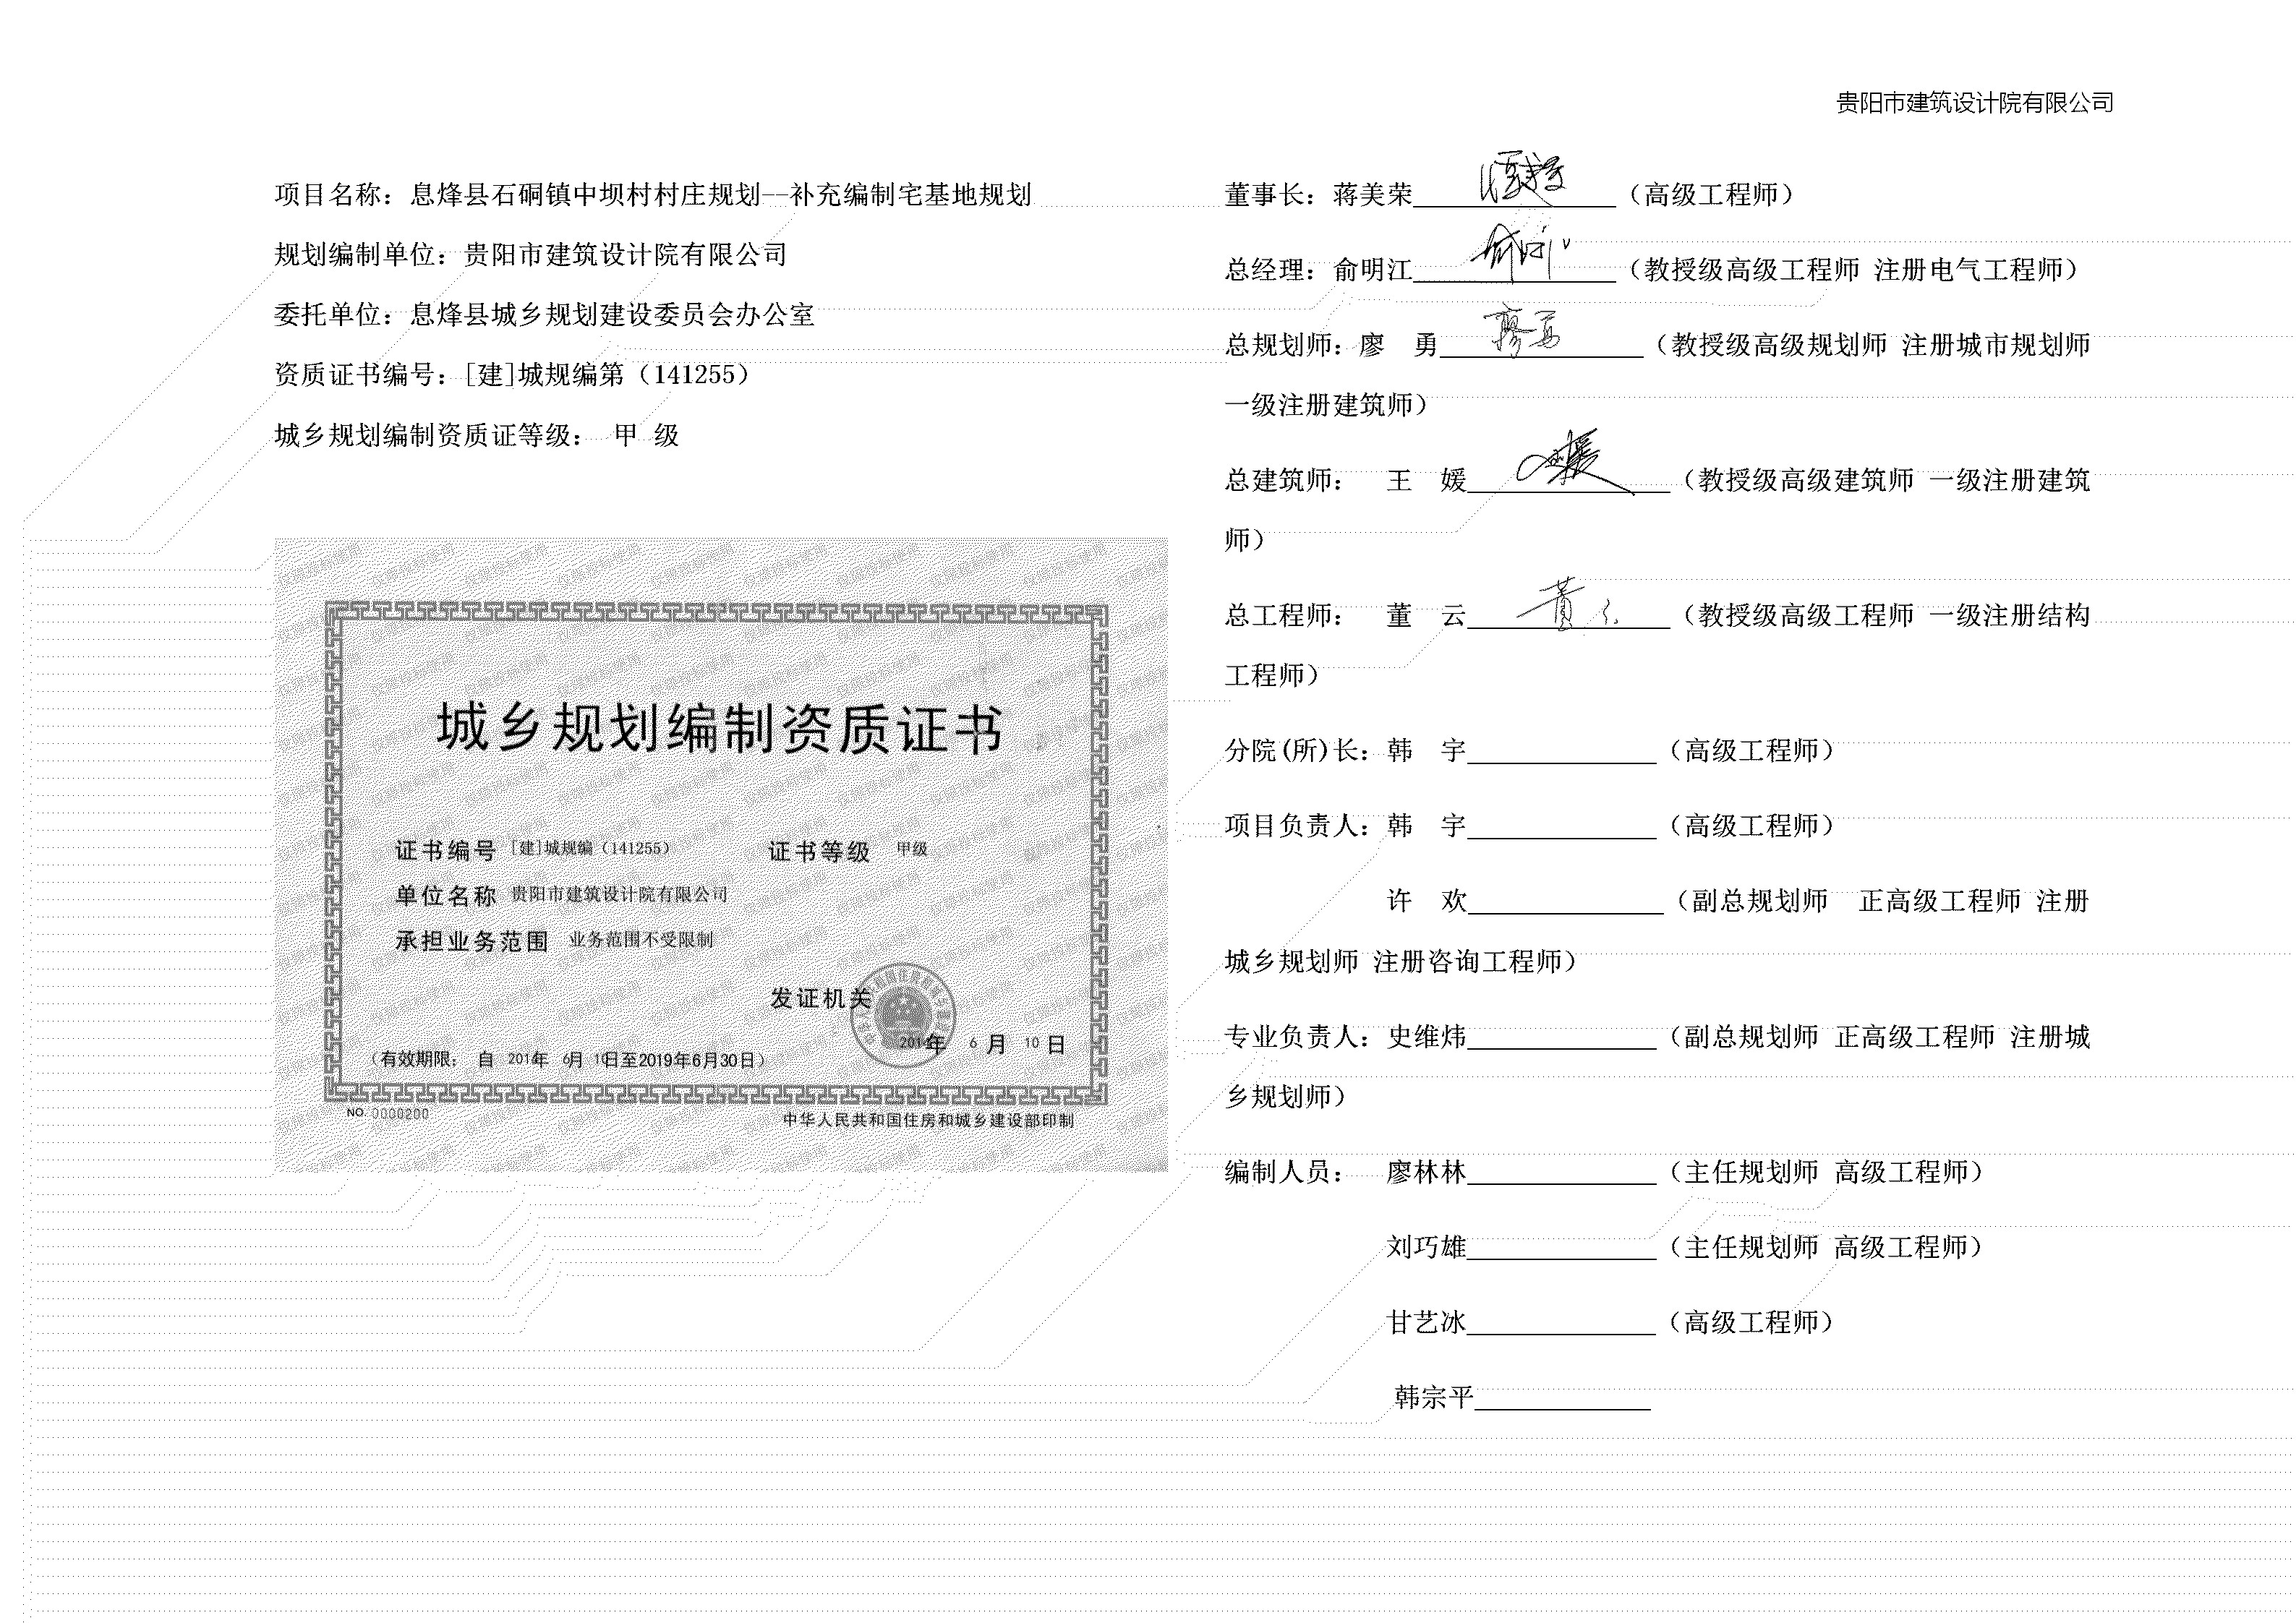 贵阳市建筑设计院有限公司
项目名称：息烽县石硐镇中坝村村庄规划--补充编制宅基地规划
规划编制单位：贵阳市建筑设计院有限公司
委托单位：息烽县城乡规划建设委员会办公室
资质证书编号：[建]城规编第（141255）
城乡规划编制资质证等级： 甲 级
城乡规划编制资质证书
证书编号 [建]城规编（141255） 证书等级 甲级
单位名称 贵阳市建筑设计院有限公司
承担业务范围 业务范围不受限制
发证机关
2014年 6 月 10 日
（有效期限： 自 2014年 6月 10日至2019年6月30日）
NO. 0000200
中华人民共和国住房和城乡建设部印制
董事长：蒋美荣（高级工程师）
总经理：俞明江（教授级高级工程师 注册电气工程师）
总规划师：廖 勇（教授级高级规划师 注册城市规划师
一级注册建筑师）
总建筑师： 王 媛（教授级高级建筑师 一级注册建筑
师）
总工程师： 董 云（教授级高级工程师 一级注册结构
工程师）
分院(所)长：韩 宇（高级工程师）
项目负责人：韩 宇（高级工程师）
许 欢（副总规划师 正高级工程师 注册
城乡规划师 注册咨询工程师）
专业负责人：史维炜（副总规划师 正高级工程师 注册城
乡规划师）
编制人员： 廖林林（主任规划师 高级工程师）
刘巧雄（主任规划师 高级工程师）
甘艺冰（高级工程师）
韩宗平